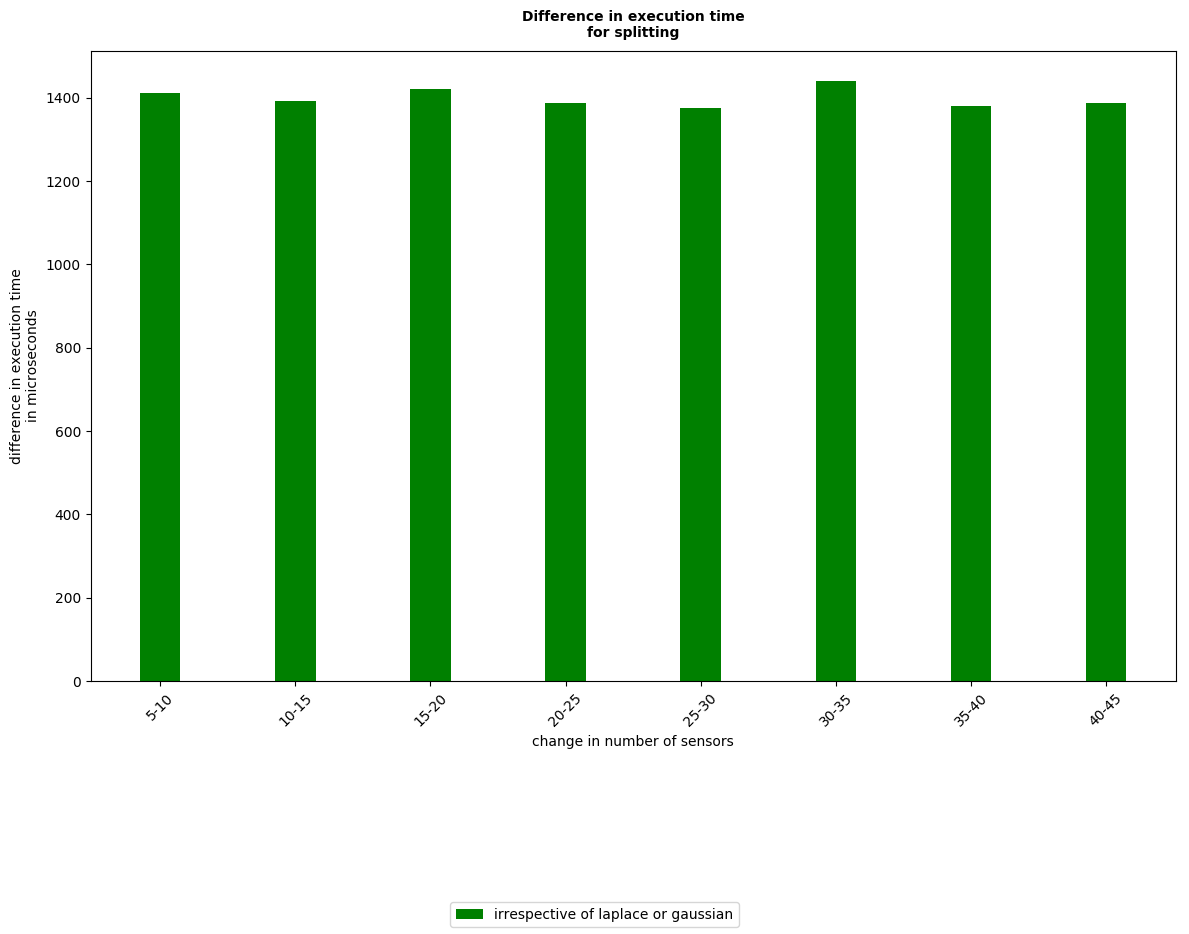 Difference in execution time
for splitting
difference in execution time
in microseconds
1400
1200
1000
800
600
400
200
0
5-10
10-15
15-20
20-25
25-30
30-35
35-40
40-45
change in number of sensors
irrespective of laplace or gaussian